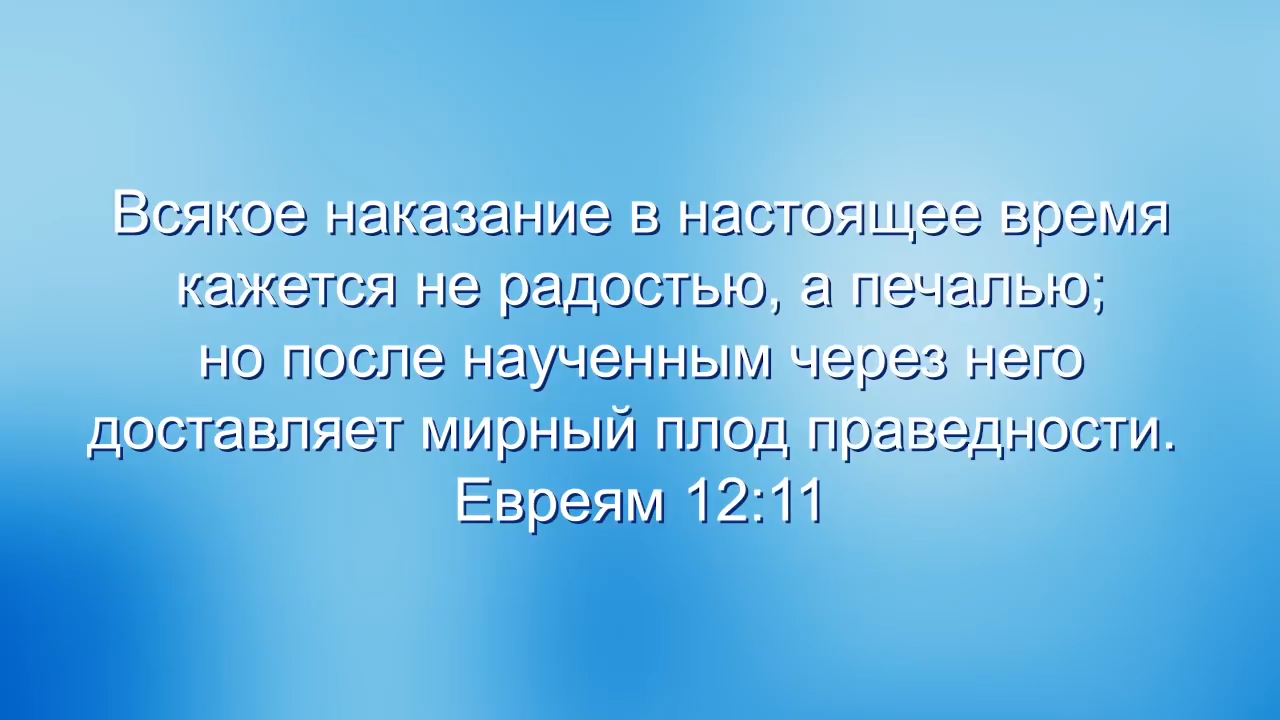 Всякое наказание в настоящее время
кажется не радостью, а печалью;
но после наученным через него
доставляет мирный плод праведности.
Евреям 12:11